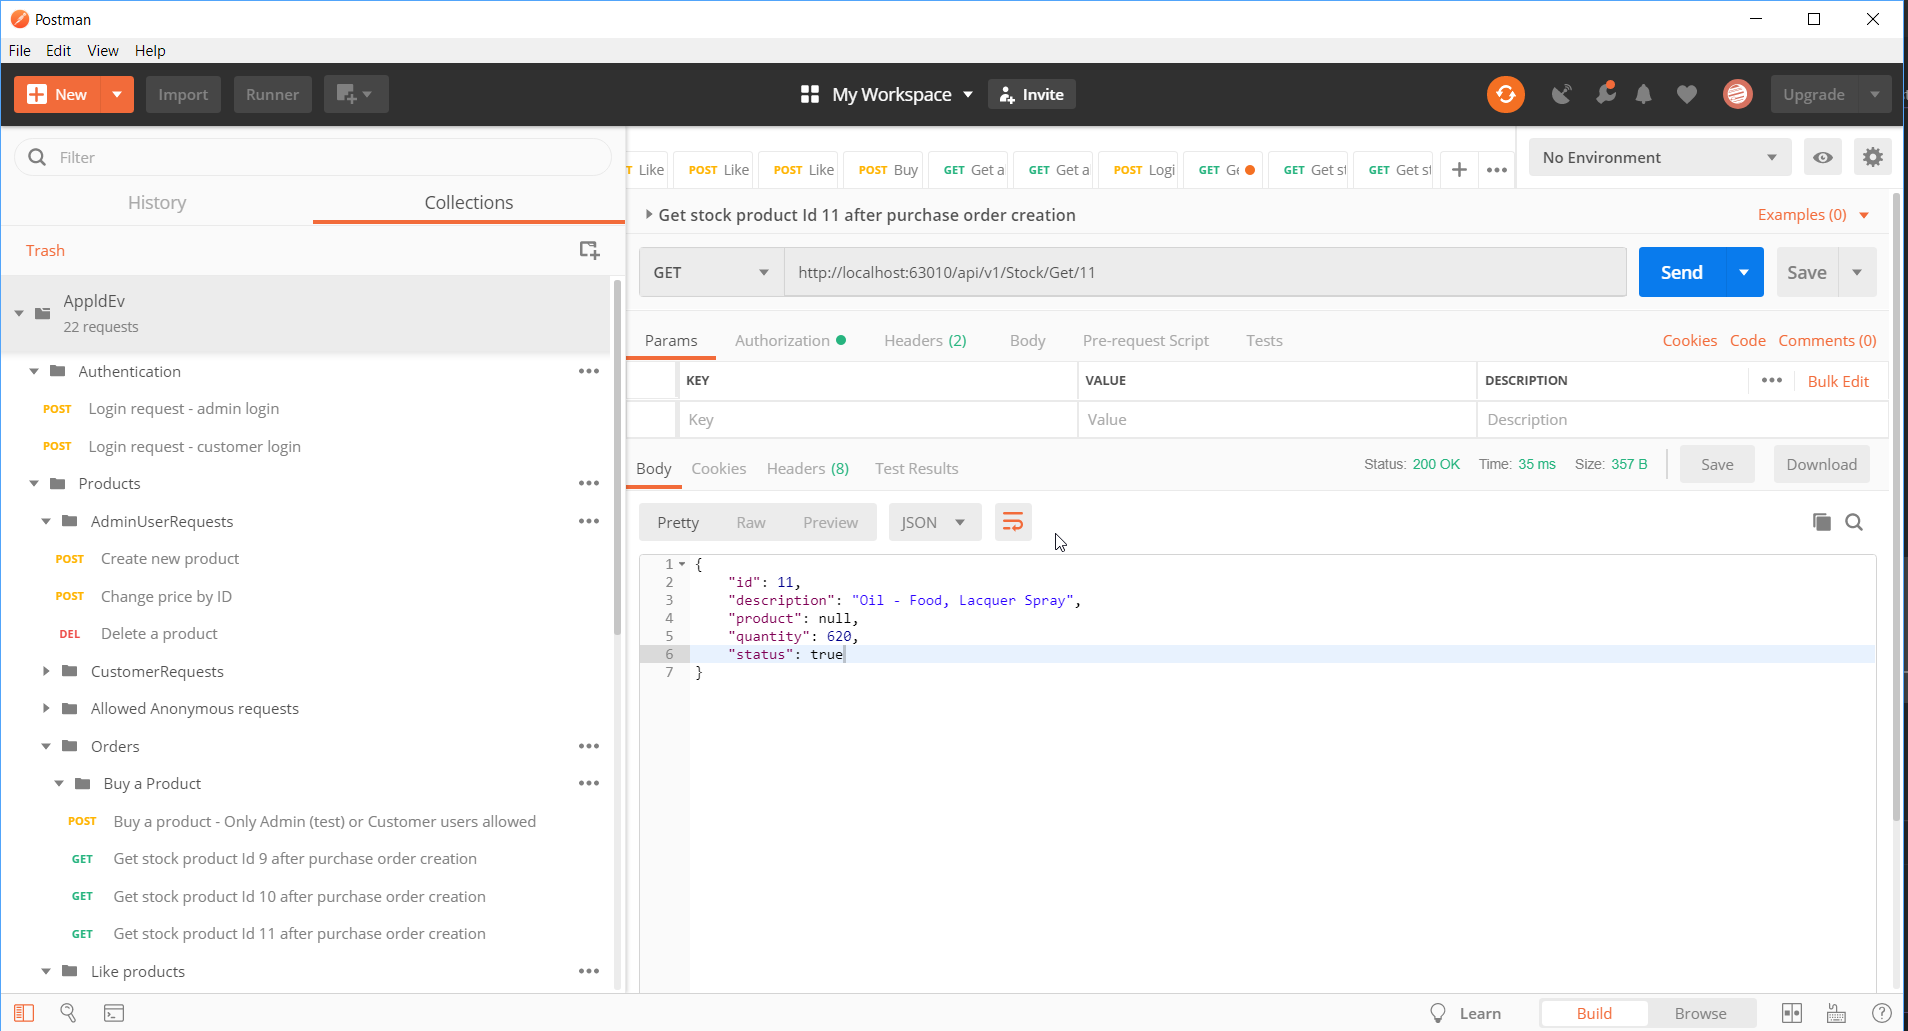 Postman
File Edit View Help
New Import Runner My Workspace Invite Upgrade
Filter
History Collections
Trash
AppIdEv
22 requests
Authentication
POST Login request - admin login
POST Login request - customer login
Products
AdminUserRequests
POST Create new product
POST Change price by ID
DEL Delete a product
CustomerRequests
Allowed Anonymous requests
Orders
Buy a Product
POST Buy a product - Only Admin (test) or Customer users allowed
GET Get stock product Id 9 after purchase order creation
GET Get stock product Id 10 after purchase order creation
GET Get stock product Id 11 after purchase order creation
Like products
T Like POST Like POST Like POST Buy GET Get a GET Get a POST Logi GET Ge GET Get st GET Get st
No Environment
Get stock product Id 11 after purchase order creation
Examples (0)
GET http://localhost:63010/api/v1/Stock/Get/11 Send Save
Params Authorization Headers (2) Body Pre-request Script Tests Cookies Code Comments (0)
KEY VALUE DESCRIPTION Bulk Edit
Key Value Description
Body Cookies Headers (8) Test Results Status: 200 OK Time: 35 ms Size: 357 B Save Download
Pretty Raw Preview JSON
1 {
2 "id": 11,
3 "description": "Oil - Food, Lacquer Spray",
4 "product": null,
5 "quantity": 620,
6 "status": true
7 }
Learn Build Browse